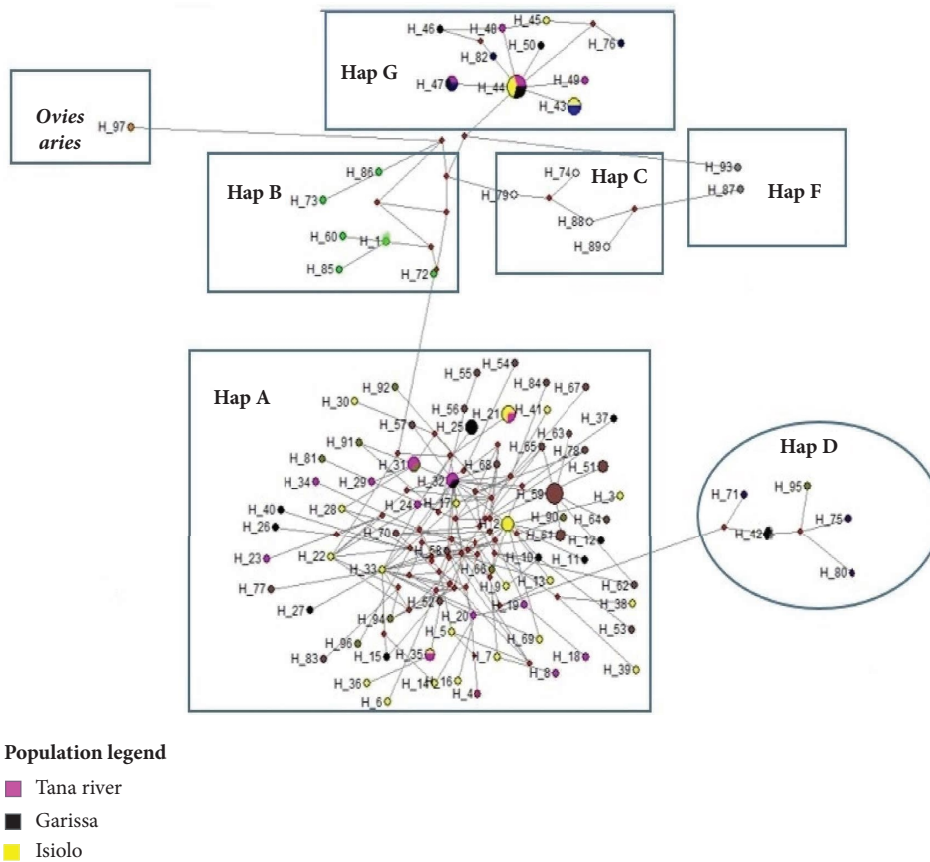 H_46
H_48
H_45
H_50
H_76
H_82
Hap G
H_47
H_44
H_49
H_43
Ovies
aries
H_97
H_86
Hap B
H_73
H_60
H_1
H_85
H_72
H_74
Hap C
H_79
H_88
H_89
H_93
H_87
Hap F
Hap A
H_54
H_55
H_92
H_84
H_67
H_30
H_56
H_21
H_41
H_37
H_57
H_25
H_63
H_91
H_65
H_78
H_81
H_31
H_68
H_51
H_34
H_29
H_32
H_59
H_3
H_24
H_17
H_40
H_28
H_2
H_90
H_64
H_26
H_70
H_61
H_12
H_23
H_22
H_58
H_10
H_11
H_33
H_66
H_77
H_9
H_13
H_62
H_27
H_52
H_19
H_38
H_94
H_20
H_5
H_69
H_53
H_96
H_83
H_15
H_35
H_7
H_18
H_39
H_36
H_14
H_16
H_8
H_6
H_4
Hap D
H_71
H_95
H_42
H_75
H_80
Population legend
Tana river
Garissa
Isiolo